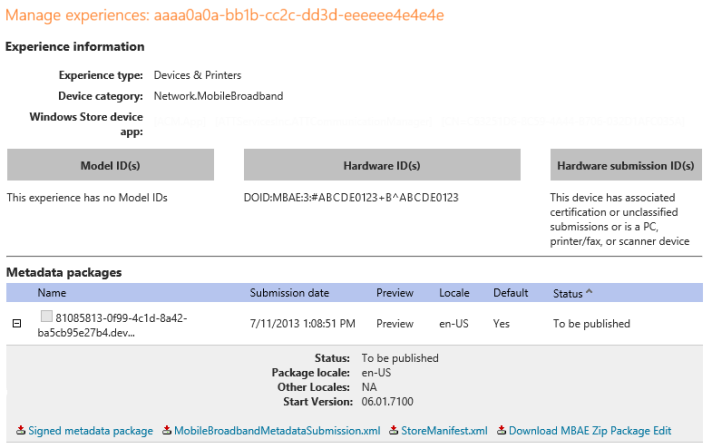 Manage experiences: aaaa0a0a-bb1b-cc2c-dd3d-eeeeee4e4e4e
Experience information
Experience type: Devices & Printers
Device category: Network.MobileBroadband
Windows Store device
app:
Model ID(s) Hardware ID(s) Hardware submission ID(s)
This experience has no Model IDs DOID:MBAE:3:#ABCDE0123+B^ABCDE0123 This device has associated
certification or unclassified
submissions or is a PC,
printer/fax, or scanner device
Metadata packages
Name Submission date Preview Locale Default Status ^
81085813-0f99-4c1d-8a42-
ba5cb95e27b4.dev... 7/11/2013 1:08:51 PM Preview en-US Yes To be published
Status: To be published
Package locale: en-US
Other Locales: NA
Start Version: 06.01.7100
Signed metadata package MobileBroadbandMetadataSubmission.xml StoreManifest.xml Download MBAE Zip Package Edit